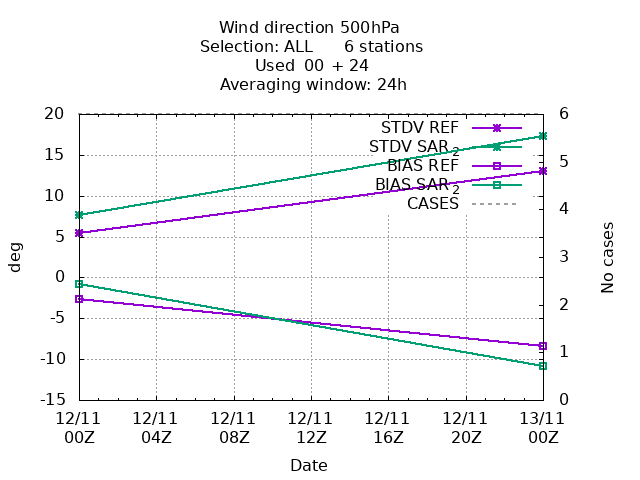 Wind direction 500hPa
Selection: ALL 6 stations
Used 00 + 24
Averaging window: 24h
20
15
10
5
0
-5
-10
-15
deg
6
5
4
3
2
1
0
No cases
STDV REF
STDV SAR2
BIAS REF
BIAS SAR2
CASES
12/11 12/11 12/11 12/11 12/11 12/11 13/11
00Z 04Z 08Z 12Z 16Z 20Z 00Z
Date